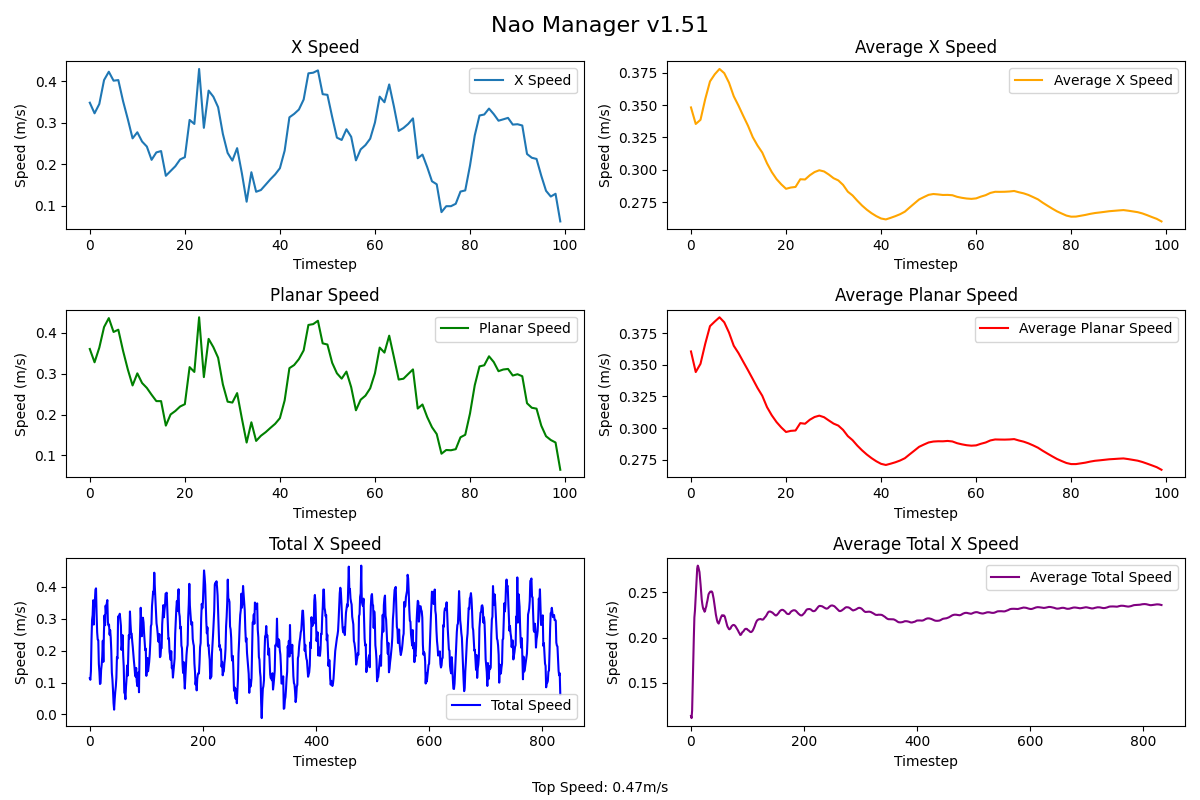 Nao Manager v1.51
X Speed
Speed (m/s)
0.4
0.3
0.2
0.1
X Speed
0 20 40 60 80 100
Timestep
Average X Speed
Speed (m/s)
0.375
0.350
0.325
0.300
0.275
Average X Speed
0 20 40 60 80 100
Timestep
Planar Speed
Speed (m/s)
0.4
0.3
0.2
0.1
Planar Speed
0 20 40 60 80 100
Timestep
Average Planar Speed
Speed (m/s)
0.375
0.350
0.325
0.300
0.275
Average Planar Speed
0 20 40 60 80 100
Timestep
Total X Speed
Speed (m/s)
0.4
0.3
0.2
0.1
0.0
Total Speed
0 200 400 600 800
Timestep
Average Total X Speed
Speed (m/s)
0.25
0.20
0.15
Average Total Speed
0 200 400 600 800
Timestep
Top Speed: 0.47m/s